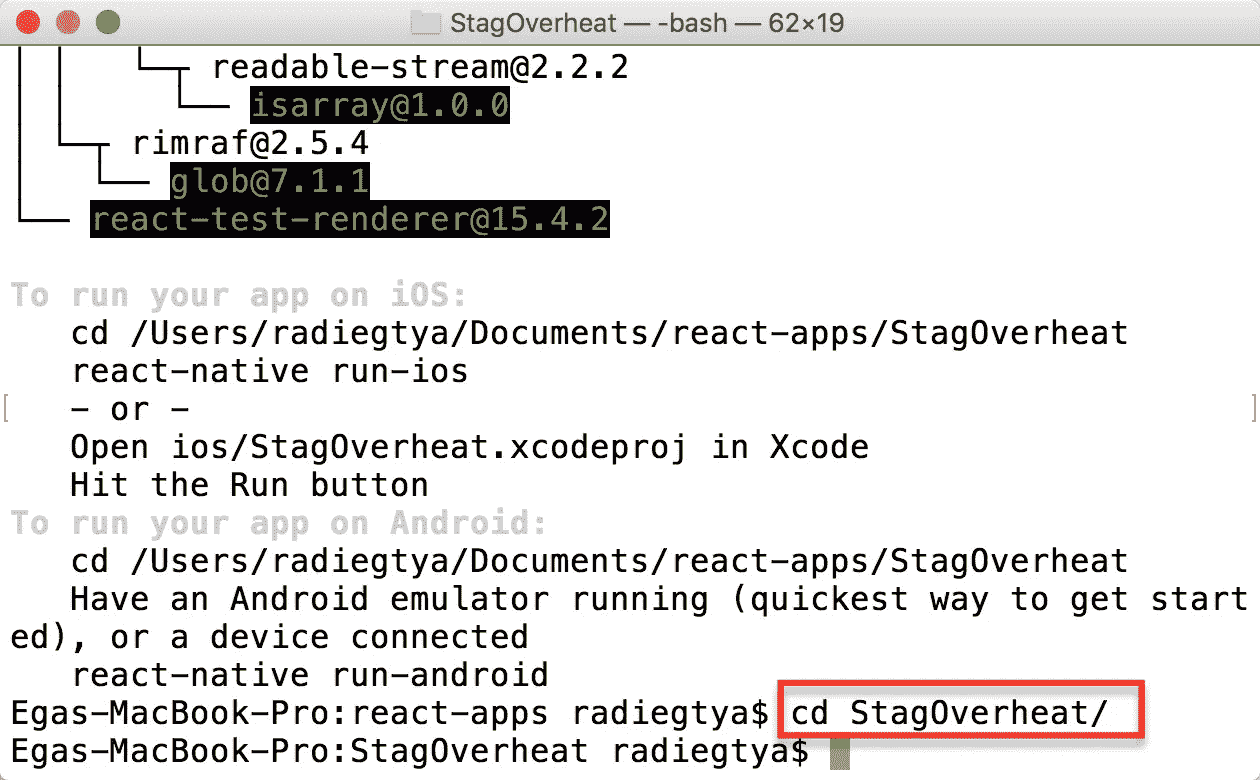 StagOverheat — -bash — 62×19
readable-stream@2.2.2
isarray@1.0.0
rimraf@2.5.4
glob@7.1.1
react-test-renderer@15.4.2
To run your app on iOS:
cd /Users/radiegtya/Documents/react-apps/StagOverheat
react-native run-ios
- or -
Open ios/StagOverheat.xcodeproj in Xcode
Hit the Run button
To run your app on Android:
cd /Users/radiegtya/Documents/react-apps/StagOverheat
Have an Android emulator running (quickest way to get start
ed), or a device connected
react-native run-android
Egas-MacBook-Pro:react-apps radiegtya$ cd StagOverheat/
Egas-MacBook-Pro:StagOverheat radiegtya$